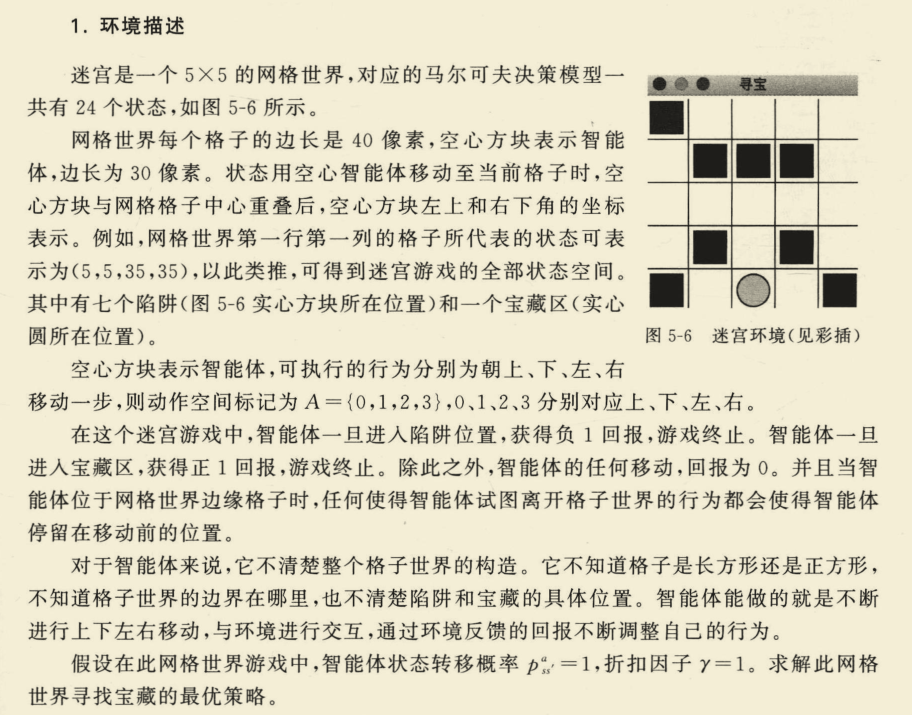 1. 环境描述
迷宫是一个 5×5 的网格世界,对应的马尔可夫决策模型一
共有 24 个状态,如图 5-6 所示。
网格世界每个格子的边长是 40 像素,空心方块表示智能
体,边长为 30 像素。状态用空心智能体移动至当前格子时,空
心方块与网格格子中心重叠后,空心方块左上和右下角的坐标
表示。例如,网格世界第一行第一列的格子所代表的状态可表
示为(5,5,35,35),以此类推,可得到迷宫游戏的全部状态空间。
其中有七个陷阱(图 5-6 实心方块所在位置)和一个宝藏区(实心
圆所在位置)。
寻宝
图 5-6 迷宫环境(见彩插)
空心方块表示智能体,可执行的行为分别为朝上、下、左、右
移动一步,则动作空间标记为 A={0,1,2,3},0、1、2、3 分别对应上、下、左、右。
在这个迷宫游戏中,智能体一旦进入陷阱位置,获得负 1 回报,游戏终止。智能体一旦
进入宝藏区,获得正 1 回报,游戏终止。除此之外,智能体的任何移动,回报为 0。并且当智
能体位于网格世界边缘格子时,任何使得智能体试图离开格子世界的行为都会使得智能体
停留在移动前的位置。
对于智能体来说,它不清楚整个格子世界的构造。它不知道格子是长方形还是正方形,
不知道格子世界的边界在哪里,也不清楚陷阱和宝藏的具体位置。智能体能做的就是不断
进行上下左右移动,与环境进行交互,通过环境反馈的回报不断调整自己的行为。
假设在此网格世界游戏中,智能体状态转移概率 p^a_{ss'}=1,折扣因子 γ=1。求解此网格
世界寻找宝藏的最优策略。